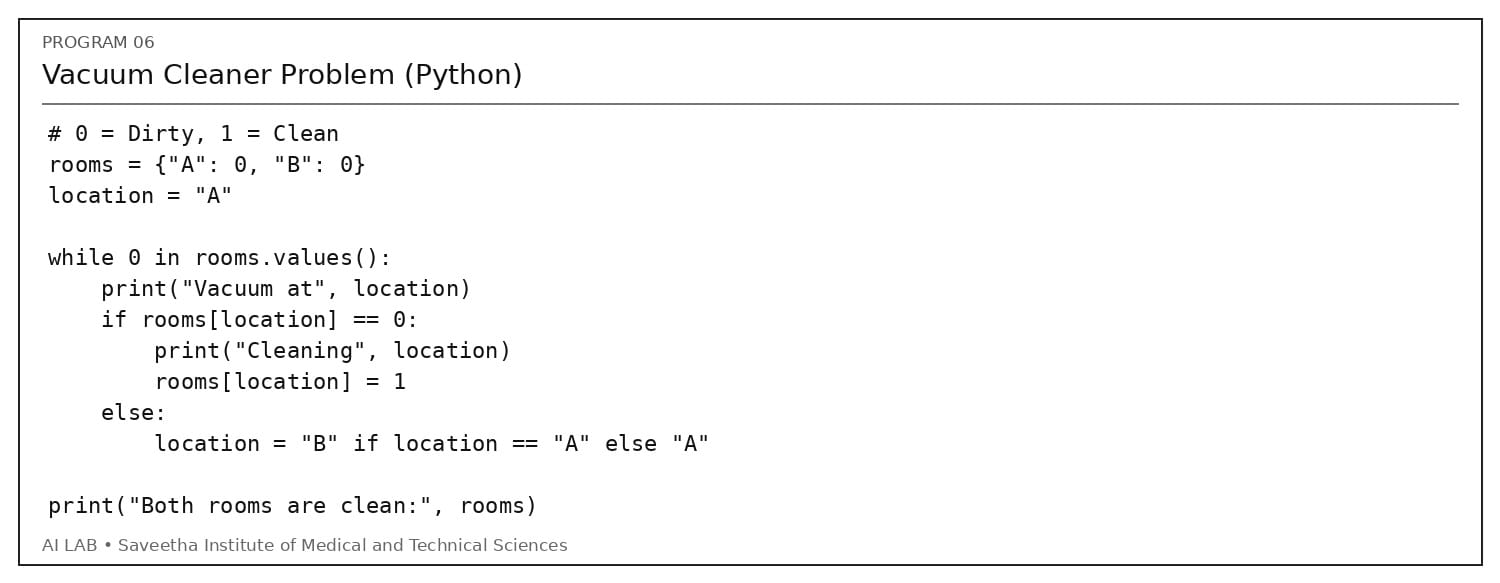 PROGRAM 06
Vacuum Cleaner Problem (Python)
# 0 = Dirty, 1 = Clean
rooms = {"A": 0, "B": 0}
location = "A"

while 0 in rooms.values():
    print("Vacuum at", location)
    if rooms[location] == 0:
        print("Cleaning", location)
        rooms[location] = 1
    else:
        location = "B" if location == "A" else "A"

print("Both rooms are clean:", rooms)
AI LAB • Saveetha Institute of Medical and Technical Sciences